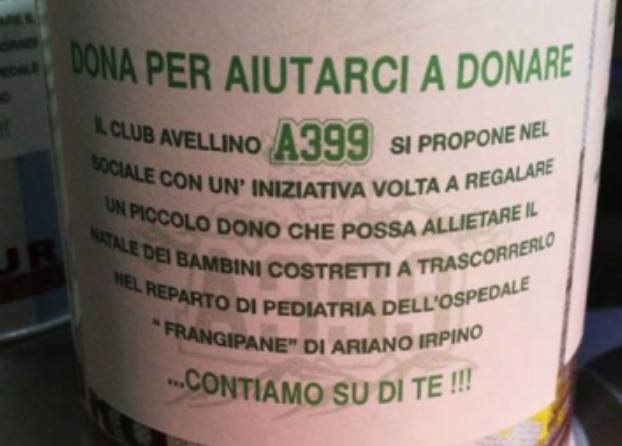 DONA PER AIUTARCI A DONARE
IL CLUB AVELLINO A399 SI PROPONE NEL
SOCIALE CON UN' INIZIATIVA VOLTA A REGALARE
UN PICCOLO DONO CHE POSSA ALLIETARE IL
NATALE DEI BAMBINI COSTRETTI A TRASCORRERLO
NEL REPARTO DI PEDIATRIA DELL'OSPEDALE
“ FRANGIPANE” DI ARIANO IRPINO
...CONTIAMO SU DI TE !!!